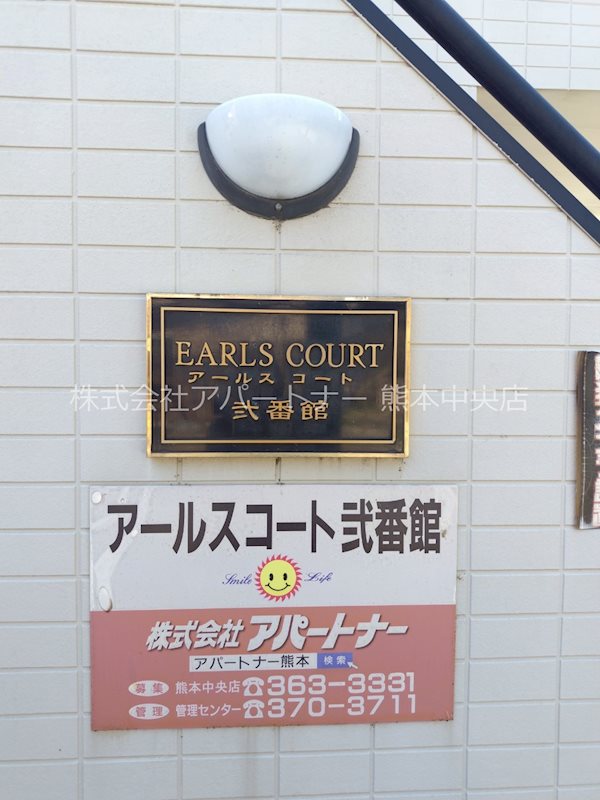 EARLS COURT
アールス コート
株式会社アパートナー 熊本中央店
弐番館
アールスコート弐番館
Smile Life
株式会社 アパートナー
アパートナー熊本 検索
募集 熊本中央店 ☎363-3331
管理 管理センター ☎370-3711